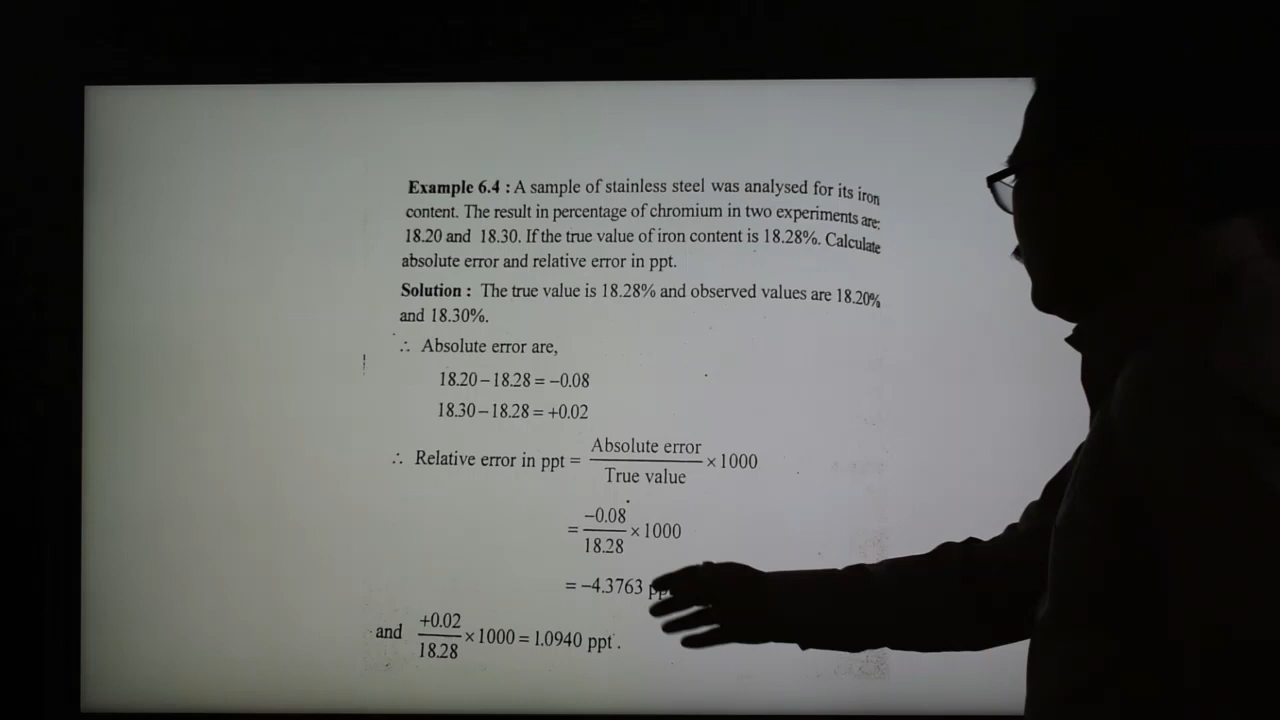 Example 6.4 : A sample of stainless steel was analysed for its iron
content. The result in percentage of chromium in two experiments are:
18.20 and 18.30. If the true value of iron content is 18.28%. Calculate
absolute error and relative error in ppt.
Solution : The true value is 18.28% and observed values are 18.20%
and 18.30%.
∴ Absolute error are,
18.20 – 18.28 = –0.08
18.30 – 18.28 = +0.02
∴ Relative error in ppt = Absolute error / True value × 1000
= –0.08 / 18.28 × 1000
= –4.3763
and +0.02 / 18.28 × 1000 = 1.0940 ppt .